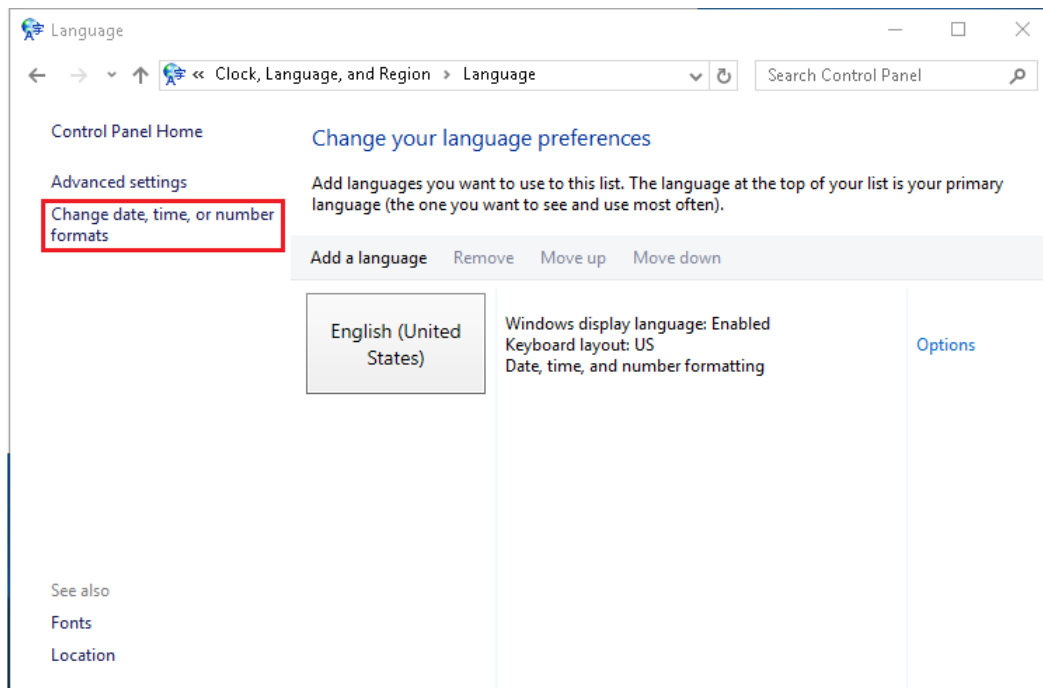 Language
« Clock, Language, and Region > Language
Search Control Panel
Control Panel Home
Advanced settings
Change date, time, or number
formats
See also
Fonts
Location
Change your language preferences
Add languages you want to use to this list. The language at the top of your list is your primary
language (the one you want to see and use most often).
Add a language Remove Move up Move down
English (United
States)
Windows display language: Enabled
Keyboard layout: US
Date, time, and number formatting
Options